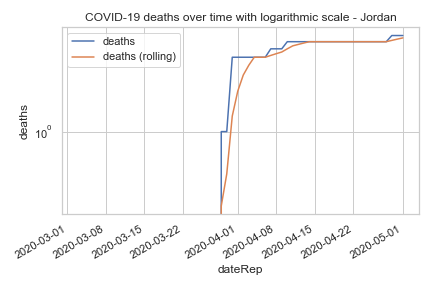 COVID-19 deaths over time with logarithmic scale - Jordan
deaths
deaths (rolling)
deaths
10⁰
2020-03-01
2020-03-08
2020-03-15
2020-03-22
2020-04-01
2020-04-08
2020-04-15
2020-04-22
2020-05-01
dateRep